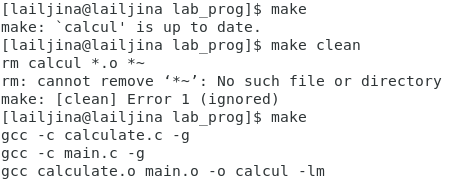 [lailjina@lailjina lab_prog]$ make
make: `calcul' is up to date.
[lailjina@lailjina lab_prog]$ make clean
rm calcul *.o *~
rm: cannot remove ‘*~’: No such file or directory
make: [clean] Error 1 (ignored)
[lailjina@lailjina lab_prog]$ make
gcc -c calculate.c -g
gcc -c main.c -g
gcc calculate.o main.o -o calcul -lm